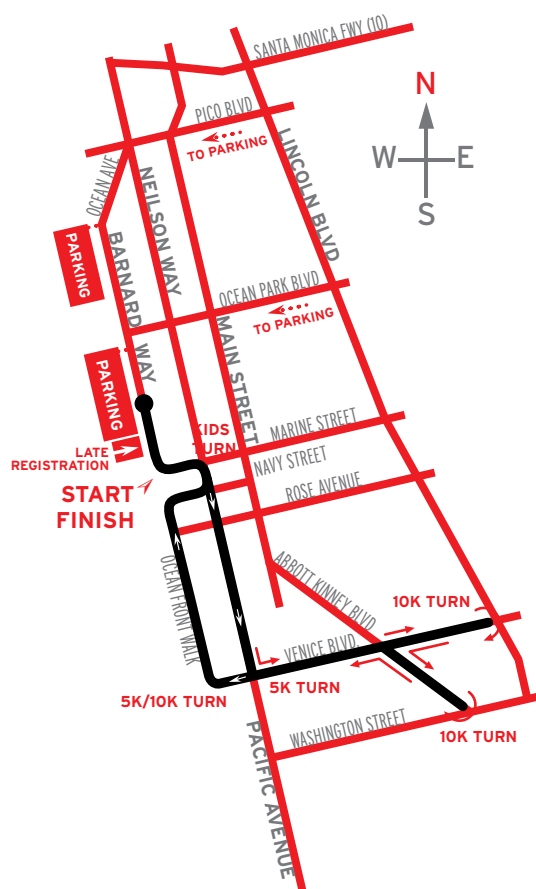 SANTA MONICA FWY (10)
N
W E
S
PICO BLVD
TO PARKING
OCEAN AVE
NEILSON WAY
LINCOLN BLVD
PARKING
BARNARD WAY
OCEAN PARK BLVD
TO PARKING
MAIN STREET
PARKING
KIDS
TURN
MARINE STREET
LATE
REGISTRATION
NAVY STREET
START
FINISH
ROSE AVENUE
OCEAN FRONT WALK
ABBOTT KINNEY BLVD
10K TURN
VENICE BLVD.
5K TURN
5K/10K TURN
WASHINGTON STREET
10K TURN
PACIFIC AVENUE